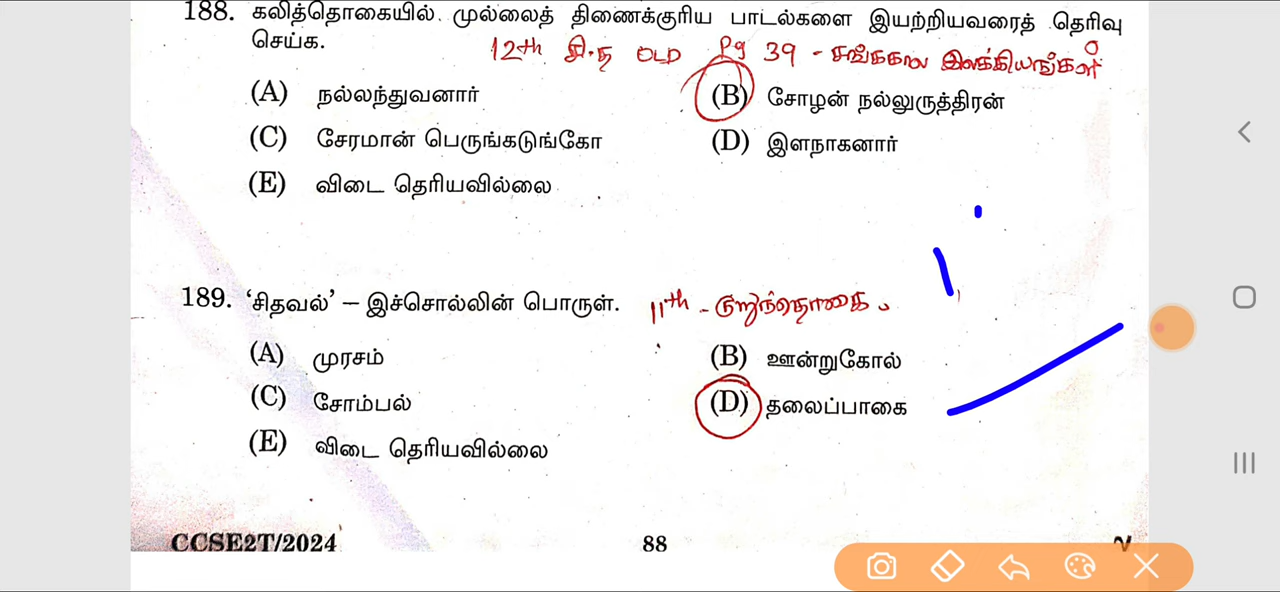 188. கலித்தொகையில் முல்லைத் திணைக்குரிய பாடல்களை இயற்றியவரைத் தெரிவு
செய்க.
12th சி.த OLD Pg 39 - சங்ககால இலக்கியங்கள்
(A) நல்லந்துவனார் (B) சோழன் நல்லுருத்திரன்
(C) சேரமான் பெருங்கடுங்கோ (D) இளநாகனார்
(E) விடை தெரியவில்லை
189. ‘சிதவல்’ – இச்சொல்லின் பொருள். 11th - குறுந்தொகை.
(A) முரசம் (B) ஊன்றுகோல்
(C) சோம்பல் (D) தலைப்பாகை
(E) விடை தெரியவில்லை
CCSE2T/2024 88